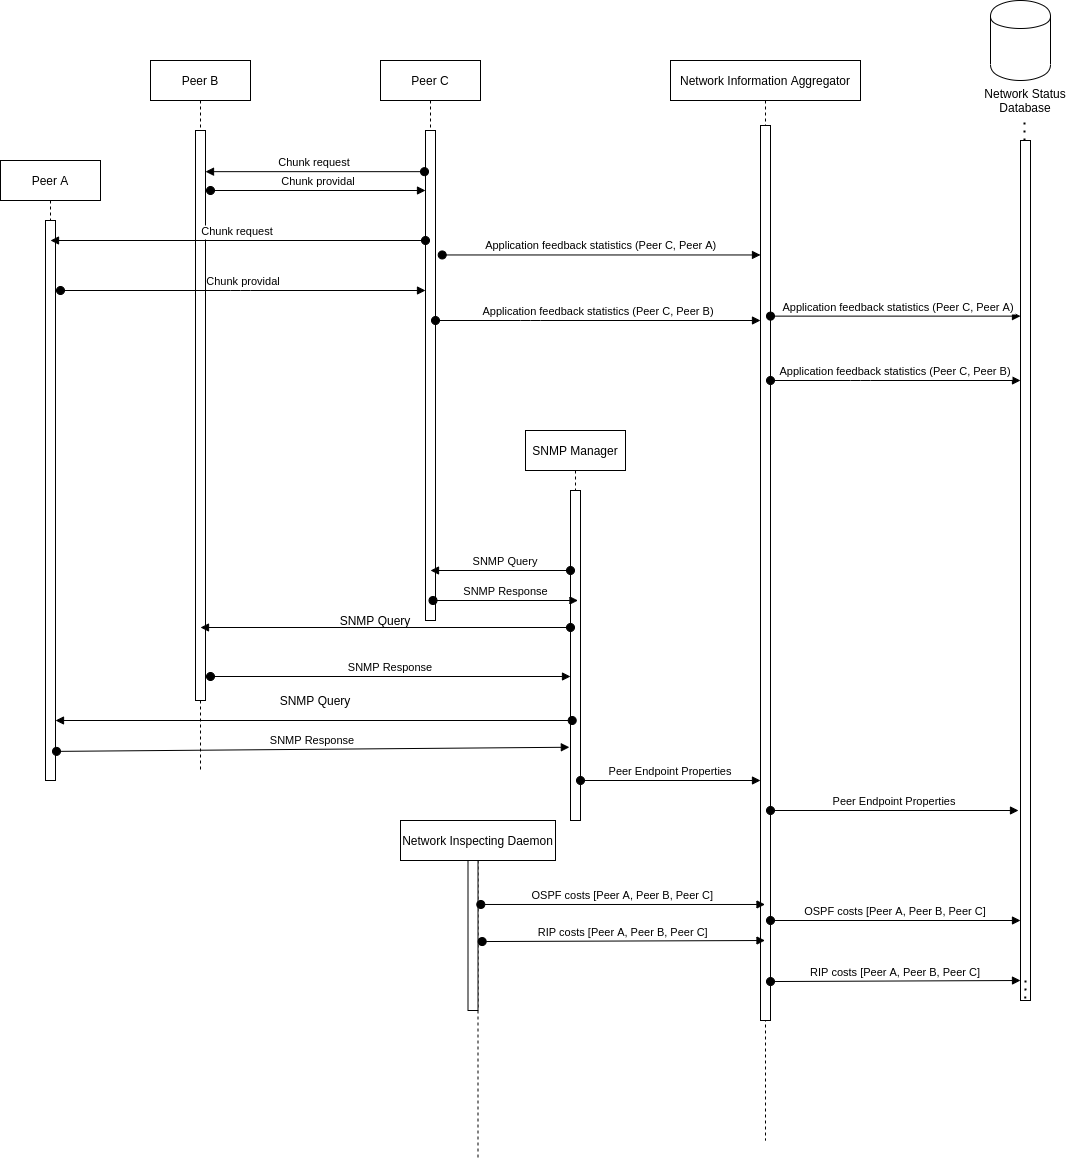 Network Status
Database
Peer B
Peer C
Network Information Aggregator
Peer A
Chunk request
Chunk providal
Chunk request
Application feedback statistics (Peer C, Peer A)
Chunk providal
Application feedback statistics (Peer C, Peer B)
Application feedback statistics (Peer C, Peer A)
Application feedback statistics (Peer C, Peer B)
SNMP Manager
SNMP Query
SNMP Response
SNMP Query
SNMP Response
SNMP Query
SNMP Response
Peer Endpoint Properties
Peer Endpoint Properties
Network Inspecting Daemon
OSPF costs [Peer A, Peer B, Peer C]
OSPF costs [Peer A, Peer B, Peer C]
RIP costs [Peer A, Peer B, Peer C]
RIP costs [Peer A, Peer B, Peer C]